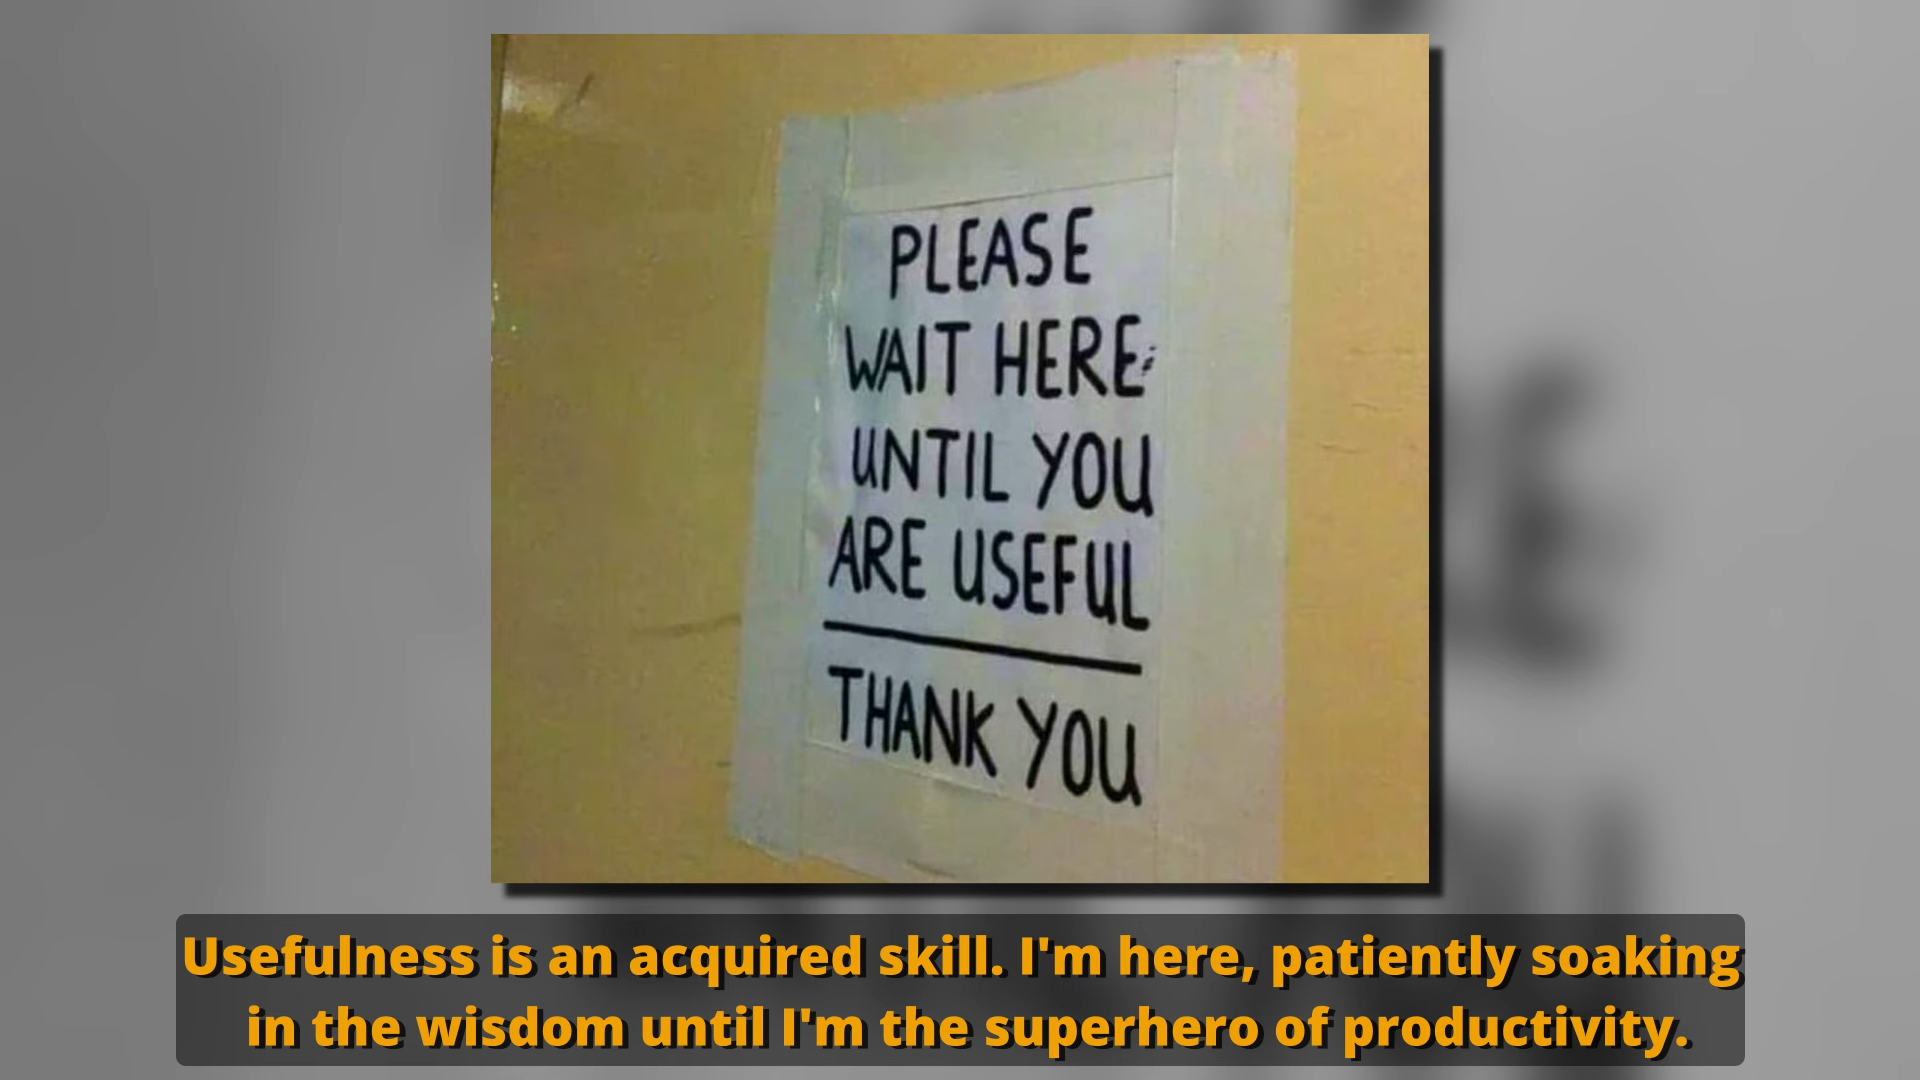 PLEASE
WAIT HERE
UNTIL YOU
ARE USEFUL
THANK YOU
Usefulness is an acquired skill. I'm here, patiently soaking
in the wisdom until I'm the superhero of productivity.